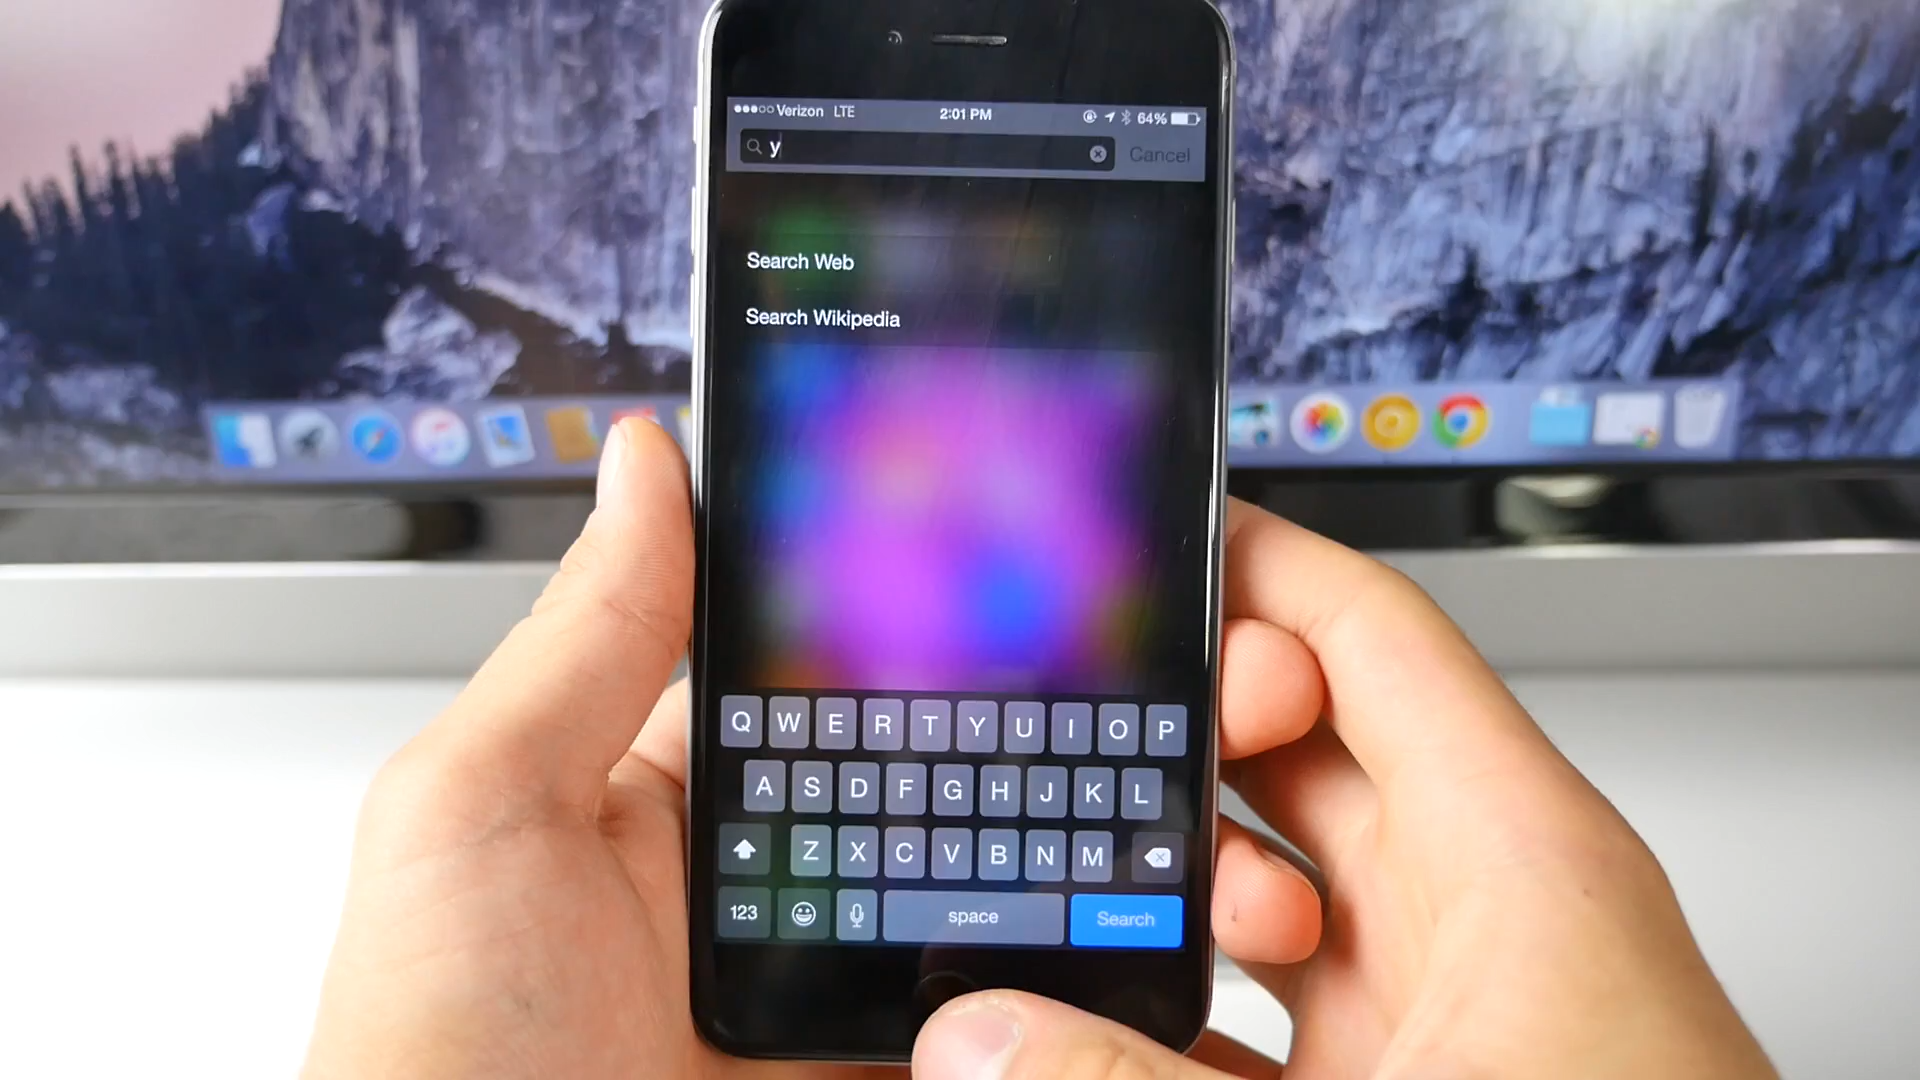 Verizon LTE 2:01 PM 64%
y Cancel
Search Web
Search Wikipedia
Q W E R T Y U I O P
A S D F G H J K L
Z X C V B N M
123 space Search